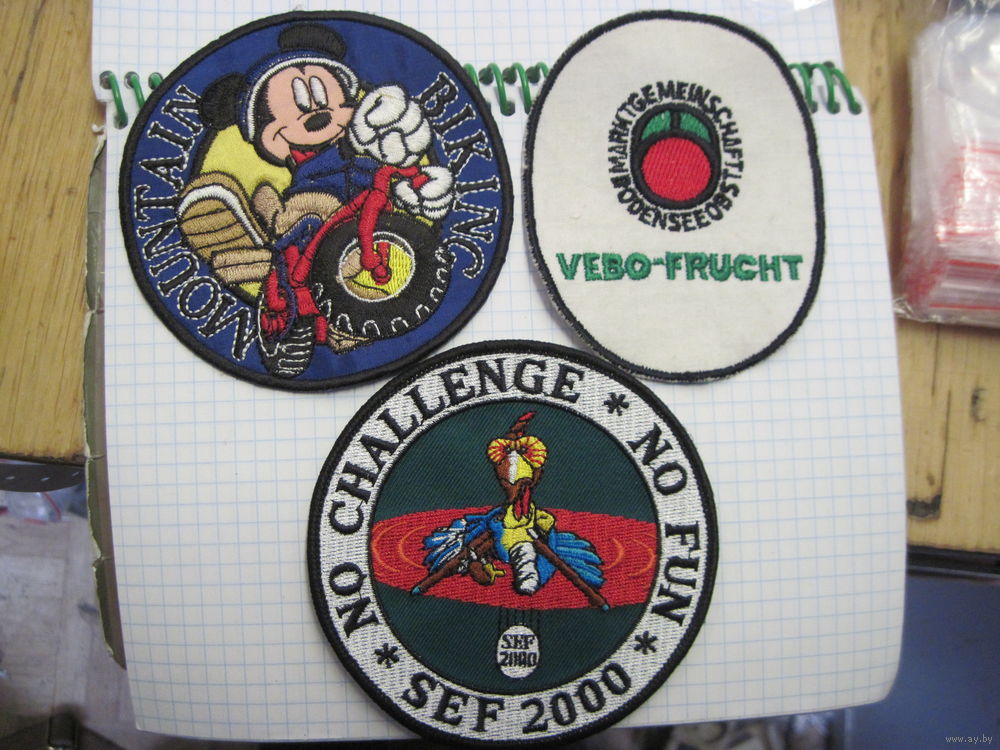 MOUNTAIN BIKING
MARKTGEMEINSCHAFT BODENSEEOBST
VEBO-FRUCHT
NO CHALLENGE * NO FUN *
SEF 2000
SEF
2000
www.ay.by